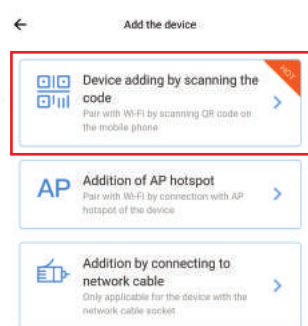 Add the device
Device adding by scanning the
code
HOT
Pair with Wi-Fi by scanning QR code on
the mobile phone
AP
Addition of AP hotspot
Pair with Wi-Fi by connection with AP
hotspot of the device
Addition by connecting to
network cable
Only applicable for the device with the
network cable socket